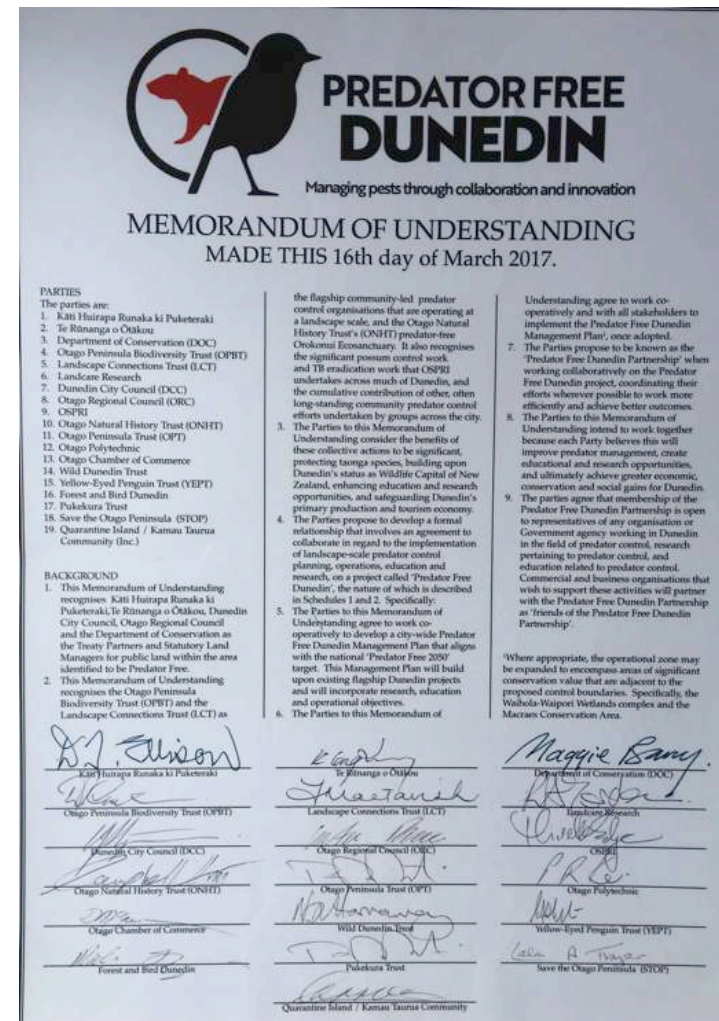 PREDATOR FREE
DUNEDIN
Managing pests through collaboration and innovation
MEMORANDUM OF UNDERSTANDING
MADE THIS 16th day of March 2017.
PARTIES
The parties are:
1. Kāti Huirapa Runaka ki Puketeraki
2. Te Rūnanga o Ōtākou
3. Department of Conservation (DOC)
4. Otago Peninsula Biodiversity Trust (OPBT)
5. Landscape Connections Trust (LCT)
6. Landcare Research
7. Dunedin City Council (DCC)
8. Otago Regional Council (ORC)
9. OSPRI
10. Otago Natural History Trust (ONHT)
11. Otago Peninsula Trust (OPT)
12. Otago Polytechnic
13. Otago Chamber of Commerce
14. Wild Dunedin Trust
15. Yellow-Eyed Penguin Trust (YEPT)
16. Forest and Bird Dunedin
17. Pukekura Trust
18. Save the Otago Peninsula (STOP)
19. Quarantine Island / Kamau Taurua
Community (Inc.)
BACKGROUND
1. This Memorandum of Understanding
recognises Kāti Huirapa Runaka ki
Puketeraki, Te Rūnanga o Ōtākou, Dunedin
City Council, Otago Regional Council
and the Department of Conservation as
the Treaty Partners and Statutory Land
Managers for public land within the area
identified to be Predator Free.
2. This Memorandum of Understanding
recognises the Otago Peninsula
Biodiversity Trust (OPBT) and the
Landscape Connections Trust (LCT) as
the flagship community-led predator
control organisations that are operating at
a landscape scale, and the Otago Natural
History Trust's (ONHT) predator-free
Orokonui Ecosanctuary. It also recognises
the significant possum control work
and TB eradication work that OSPRI
undertakes across much of Dunedin, and
the cumulative contribution of other, often
long-standing community predator control
efforts undertaken by groups across the city.
3. The Parties to this Memorandum of
Understanding consider the benefits of
these collective actions to be significant,
protecting taonga species, building upon
Dunedin's status as Wildlife Capital of New
Zealand, enhancing education and research
opportunities, and safeguarding Dunedin's
primary production and tourism economy.
4. The Parties propose to develop a formal
relationship that involves an agreement to
collaborate in regard to the implementation
of landscape-scale predator control
planning, operations, education and
research, on a project called 'Predator Free
Dunedin', the nature of which is described
in Schedules 1 and 2. Specifically:
5. The Parties to this Memorandum of
Understanding agree to work co-
operatively to develop a city-wide Predator
Free Dunedin Management Plan that aligns
with the national 'Predator Free 2050'
target. This Management Plan will build
upon existing flagship Dunedin projects
and will incorporate research, education
and operational objectives.
6. The Parties to this Memorandum of
Understanding agree to work co-
operatively and with all stakeholders to
implement the Predator Free Dunedin
Management Plan¹, once adopted.
7. The Parties propose to be known as the
'Predator Free Dunedin Partnership' when
working collaboratively on the Predator
Free Dunedin project, coordinating their
efforts wherever possible to work more
efficiently and achieve better outcomes.
8. The Parties to this Memorandum of
Understanding intend to work together
because each Party believes this will
improve predator management, create
educational and research opportunities,
and ultimately achieve greater economic,
conservation and social gains for Dunedin.
9. The parties agree that membership of the
Predator Free Dunedin Partnership is open
to representatives of any organisation or
Government agency working in Dunedin
in the field of predator control, research
pertaining to predator control, and
education related to predator control.
Commercial and business organisations that
wish to support these activities will partner
with the Predator Free Dunedin Partnership
as 'friends of the Predator Free Dunedin
Partnership'.
¹Where appropriate, the operational zone may
be expanded to encompass areas of significant
conservation value that are adjacent to the
proposed control boundaries. Specifically, the
Waihola-Waipori Wetlands complex and the
Macraes Conservation Area.
D.J. Ellison Maggie Barry.
Kāti Huirapa Runaka ki Puketeraki Te Rūnanga o Ōtākou Department of Conservation (DOC)
Otago Peninsula Biodiversity Trust (OPBT) Landscape Connections Trust (LCT) Landcare Research
Dunedin City Council (DCC) Otago Regional Council (ORC) OSPRI
Otago Natural History Trust (ONHT) Otago Peninsula Trust (OPT) Otago Polytechnic
Otago Chamber of Commerce Wild Dunedin Trust Yellow-Eyed Penguin Trust (YEPT)
Forest and Bird Dunedin Pukekura Trust Save the Otago Peninsula (STOP)
Quarantine Island / Kamau Taurua Community